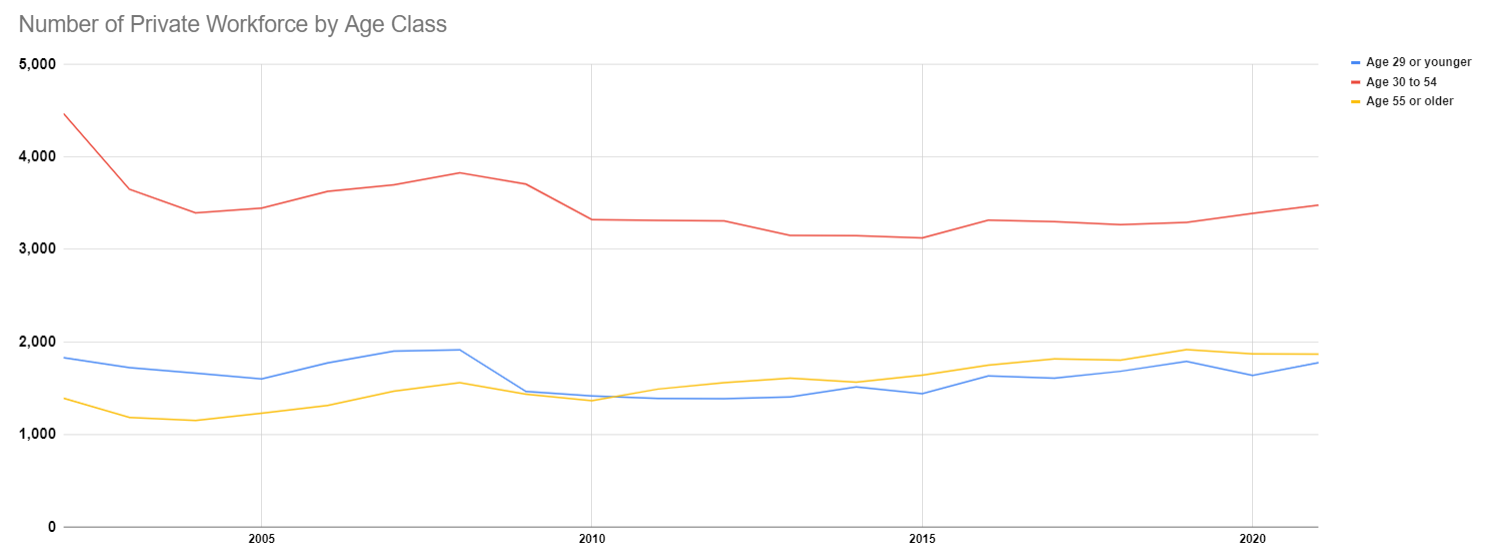 Number of Private Workforce by Age Class
5,000
4,000
3,000
2,000
1,000
0
2005
2010
2015
2020
Age 29 or younger
Age 30 to 54
Age 55 or older